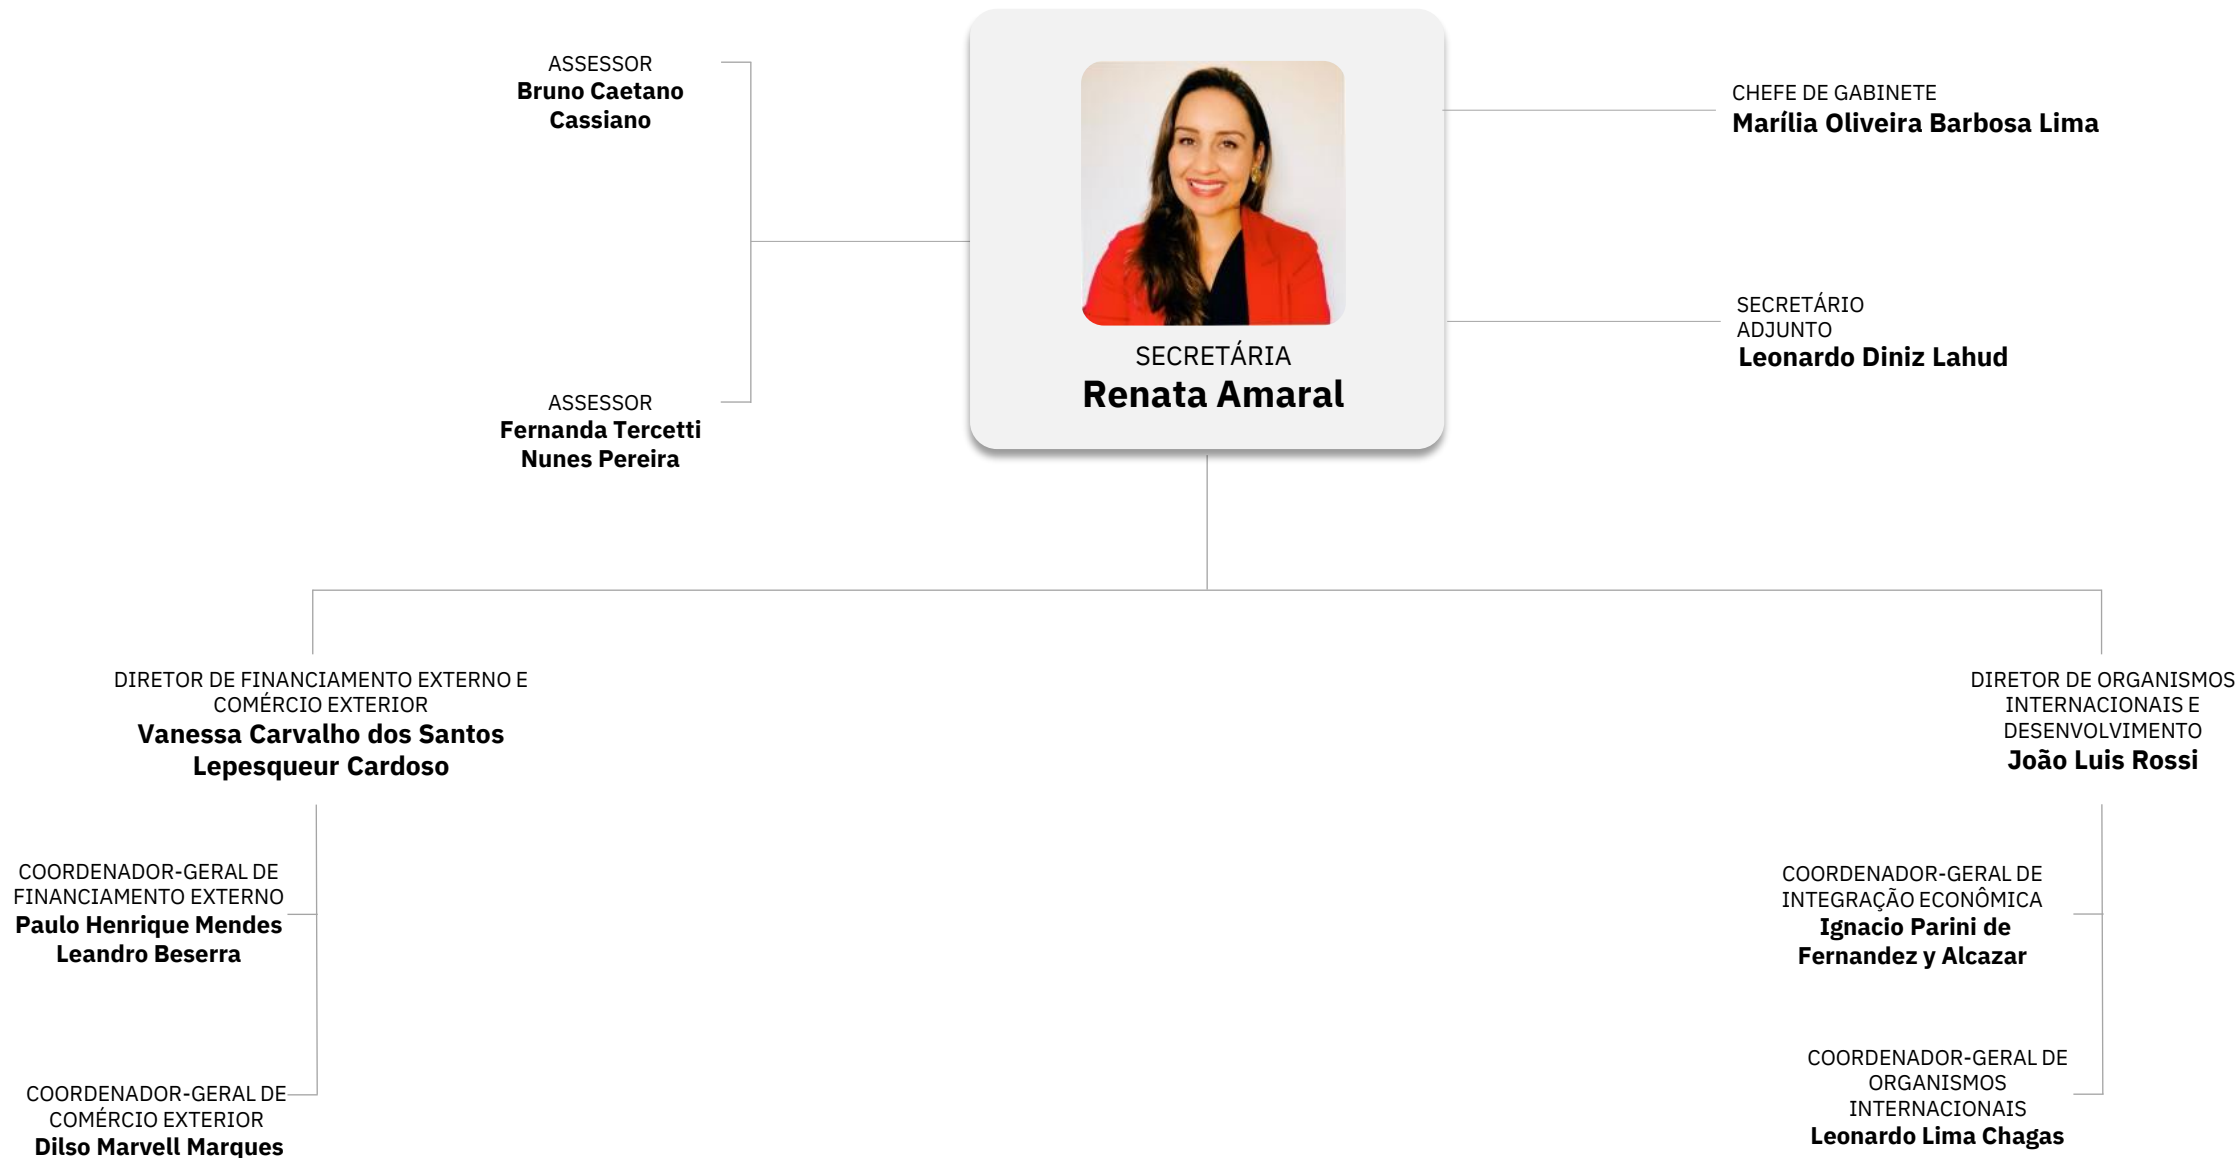 ASSESSOR
Bruno Caetano
Cassiano
CHEFE DE GABINETE
Marília Oliveira Barbosa Lima
SECRETÁRIO
ADJUNTO
Leonardo Diniz Lahud
SECRETÁRIA
Renata Amaral
ASSESSOR
Fernanda Tercetti
Nunes Pereira
DIRETOR DE FINANCIAMENTO EXTERNO E
COMÉRCIO EXTERIOR
Vanessa Carvalho dos Santos
Lepesqueur Cardoso
DIRETOR DE ORGANISMOS
INTERNACIONAIS E
DESENVOLVIMENTO
João Luis Rossi
COORDENADOR-GERAL DE
FINANCIAMENTO EXTERNO
Paulo Henrique Mendes
Leandro Beserra
COORDENADOR-GERAL DE
INTEGRAÇÃO ECONÔMICA
Ignacio Parini de
Fernandez y Alcazar
COORDENADOR-GERAL DE
COMÉRCIO EXTERIOR
Dilso Marvell Marques
COORDENADOR-GERAL DE
ORGANISMOS
INTERNACIONAIS
Leonardo Lima Chagas